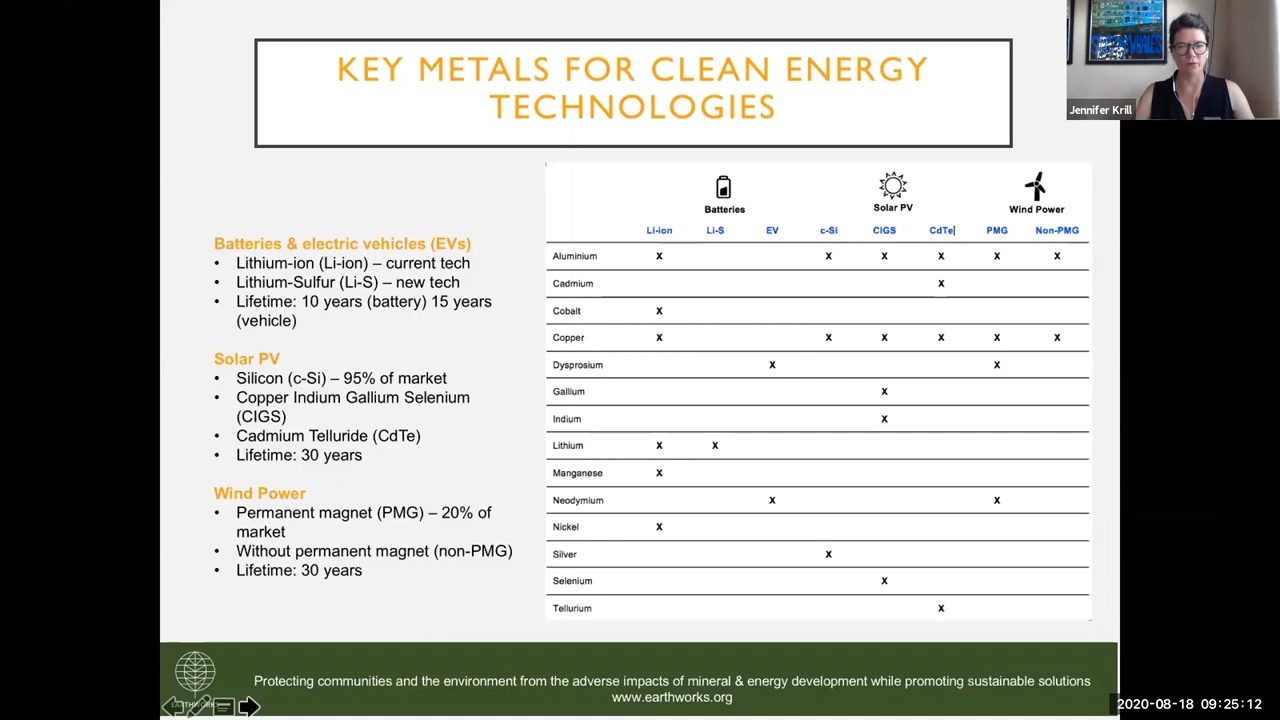 KEY METALS FOR CLEAN ENERGY
TECHNOLOGIES
Jennifer Krill
Batteries & electric vehicles (EVs)
• Lithium-ion (Li-ion) – current tech
• Lithium-Sulfur (Li-S) – new tech
• Lifetime: 10 years (battery) 15 years
(vehicle)
Solar PV
• Silicon (c-Si) – 95% of market
• Copper Indium Gallium Selenium
(CIGS)
• Cadmium Telluride (CdTe)
• Lifetime: 30 years
Wind Power
• Permanent magnet (PMG) – 20% of
market
• Without permanent magnet (non-PMG)
• Lifetime: 30 years
Batteries Solar PV Wind Power
Li-ion Li-S EV c-Si CIGS CdTe PMG Non-PMG
Aluminium X X X X X X
Cadmium X
Cobalt X
Copper X X X X X X
Dysprosium X X
Gallium X
Indium X
Lithium X X
Manganese X
Neodymium X X
Nickel X
Silver X
Selenium X
Tellurium X
Protecting communities and the environment from the adverse impacts of mineral & energy development while promoting sustainable solutions
www.earthworks.org
2020-08-18 09:25:12